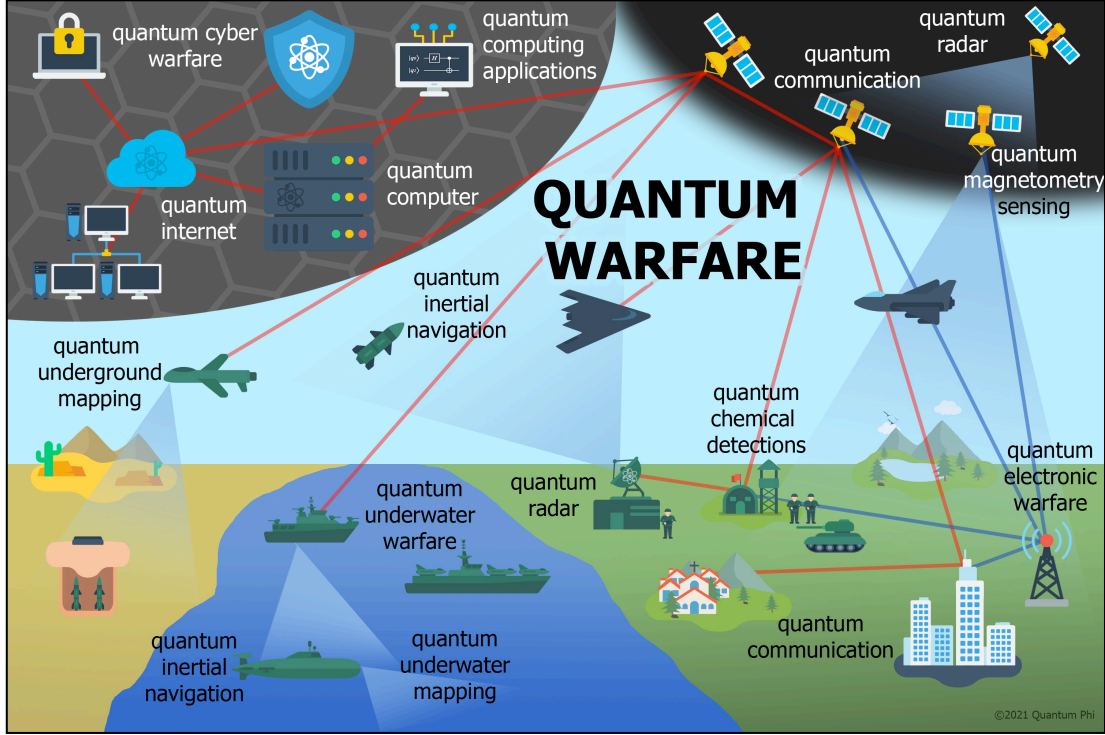 quantum cyber
warfare
quantum
computing
applications
|ψ⟩
H
|ψ⟩
quantum
computer
quantum
internet
quantum
radar
quantum
communication
quantum
magnetometry
sensing
QUANTUM
WARFARE
quantum
inertial
navigation
quantum
underground
mapping
quantum
chemical
detections
quantum
electronic
warfare
quantum
underwater
warfare
quantum
radar
quantum
inertial
navigation
quantum
underwater
mapping
quantum
communication
©2021 Quantum Phi